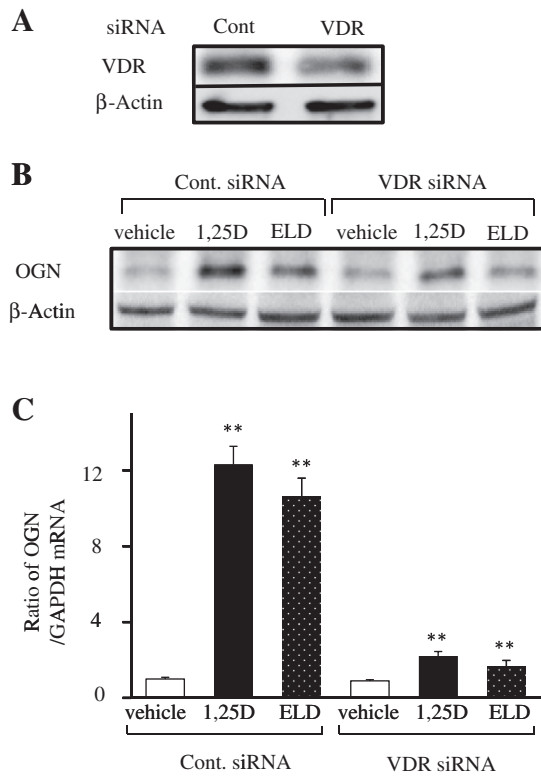 A
siRNA Cont VDR
VDR
β-Actin
B
Cont. siRNA VDR siRNA
vehicle 1,25D ELD vehicle 1,25D ELD
OGN
β-Actin
C
Ratio of OGN
/GAPDH mRNA
12
8
4
0
** ** ** **
vehicle 1,25D ELD vehicle 1,25D ELD
Cont. siRNA VDR siRNA